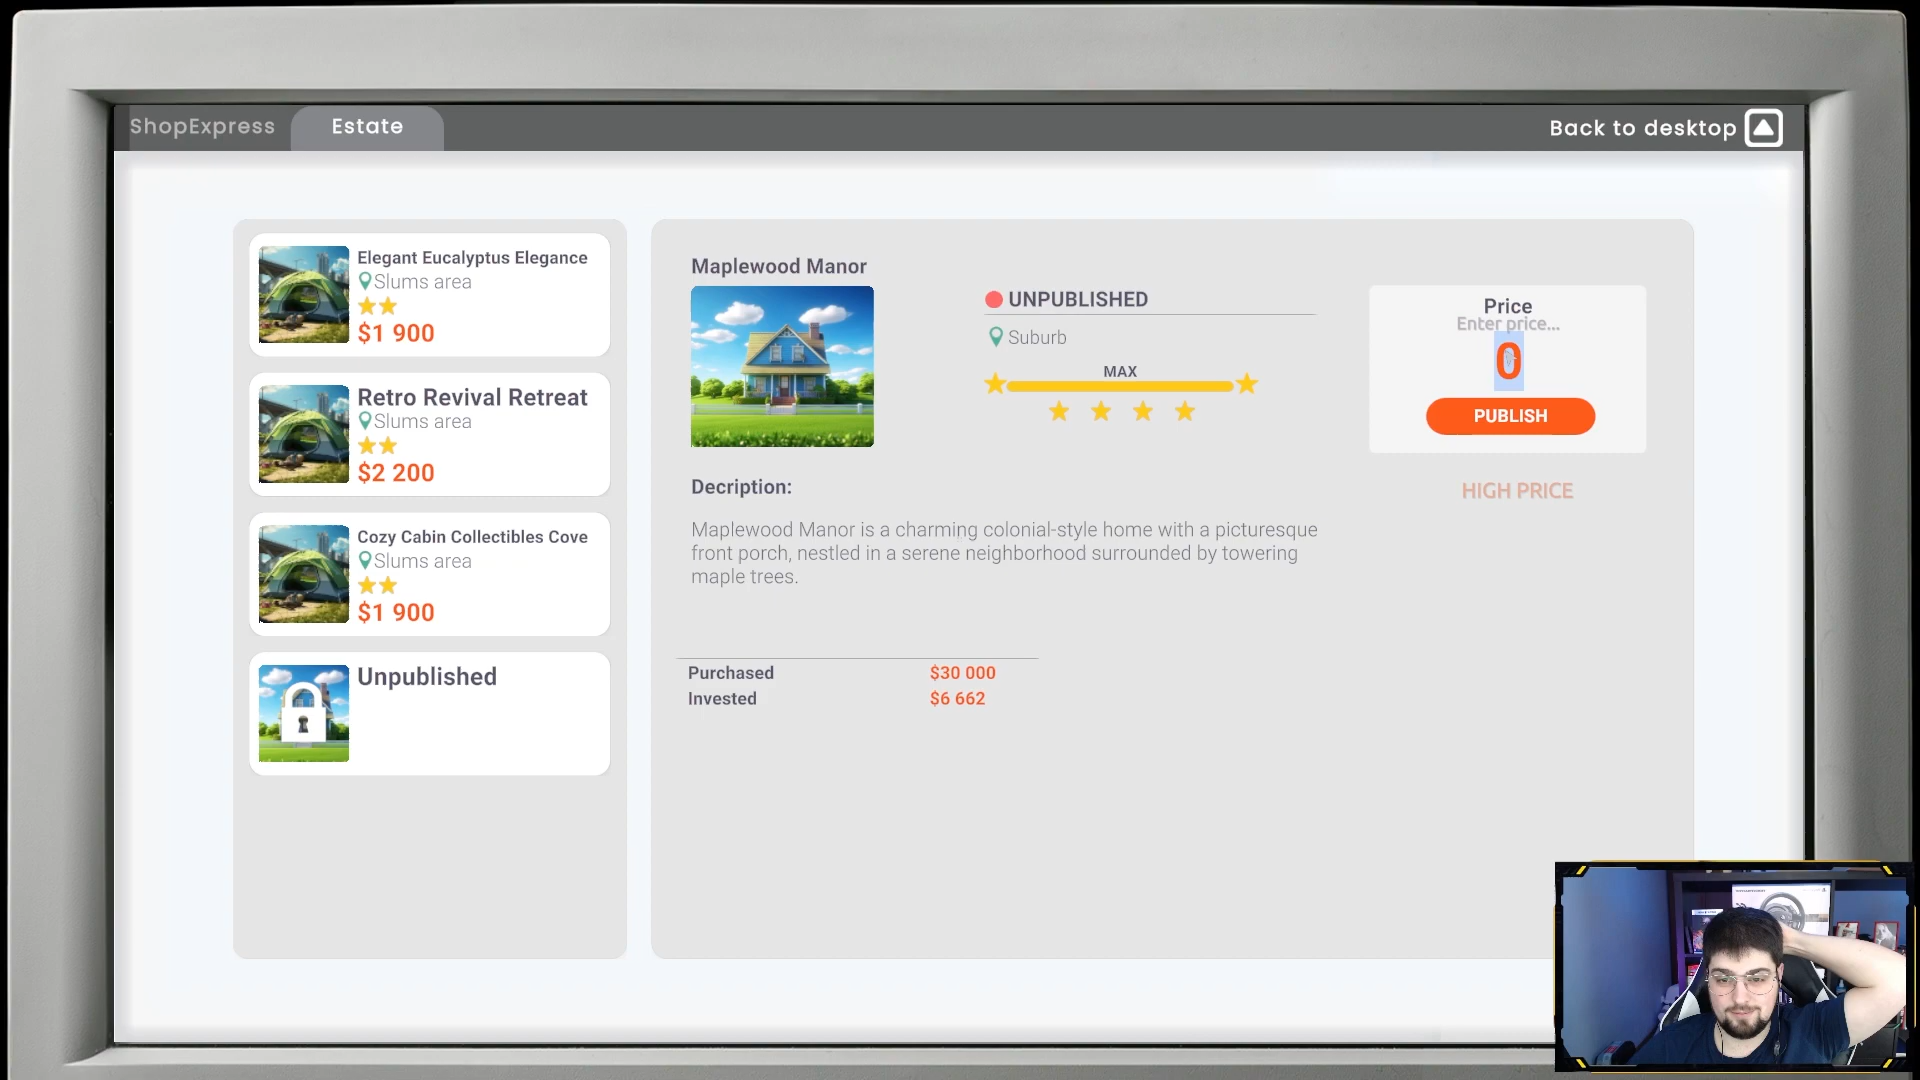 ShopExpress
Estate
Back to desktop
Elegant Eucalyptus Elegance
Slums area
$1 900
Retro Revival Retreat
Slums area
$2 200
Cozy Cabin Collectibles Cove
Slums area
$1 900
Unpublished
Maplewood Manor
UNPUBLISHED
Suburb
MAX
Price
Enter price...
0
PUBLISH
HIGH PRICE
Decription:
Maplewood Manor is a charming colonial-style home with a picturesque
front porch, nestled in a serene neighborhood surrounded by towering
maple trees.
Purchased $30 000
Invested $6 662